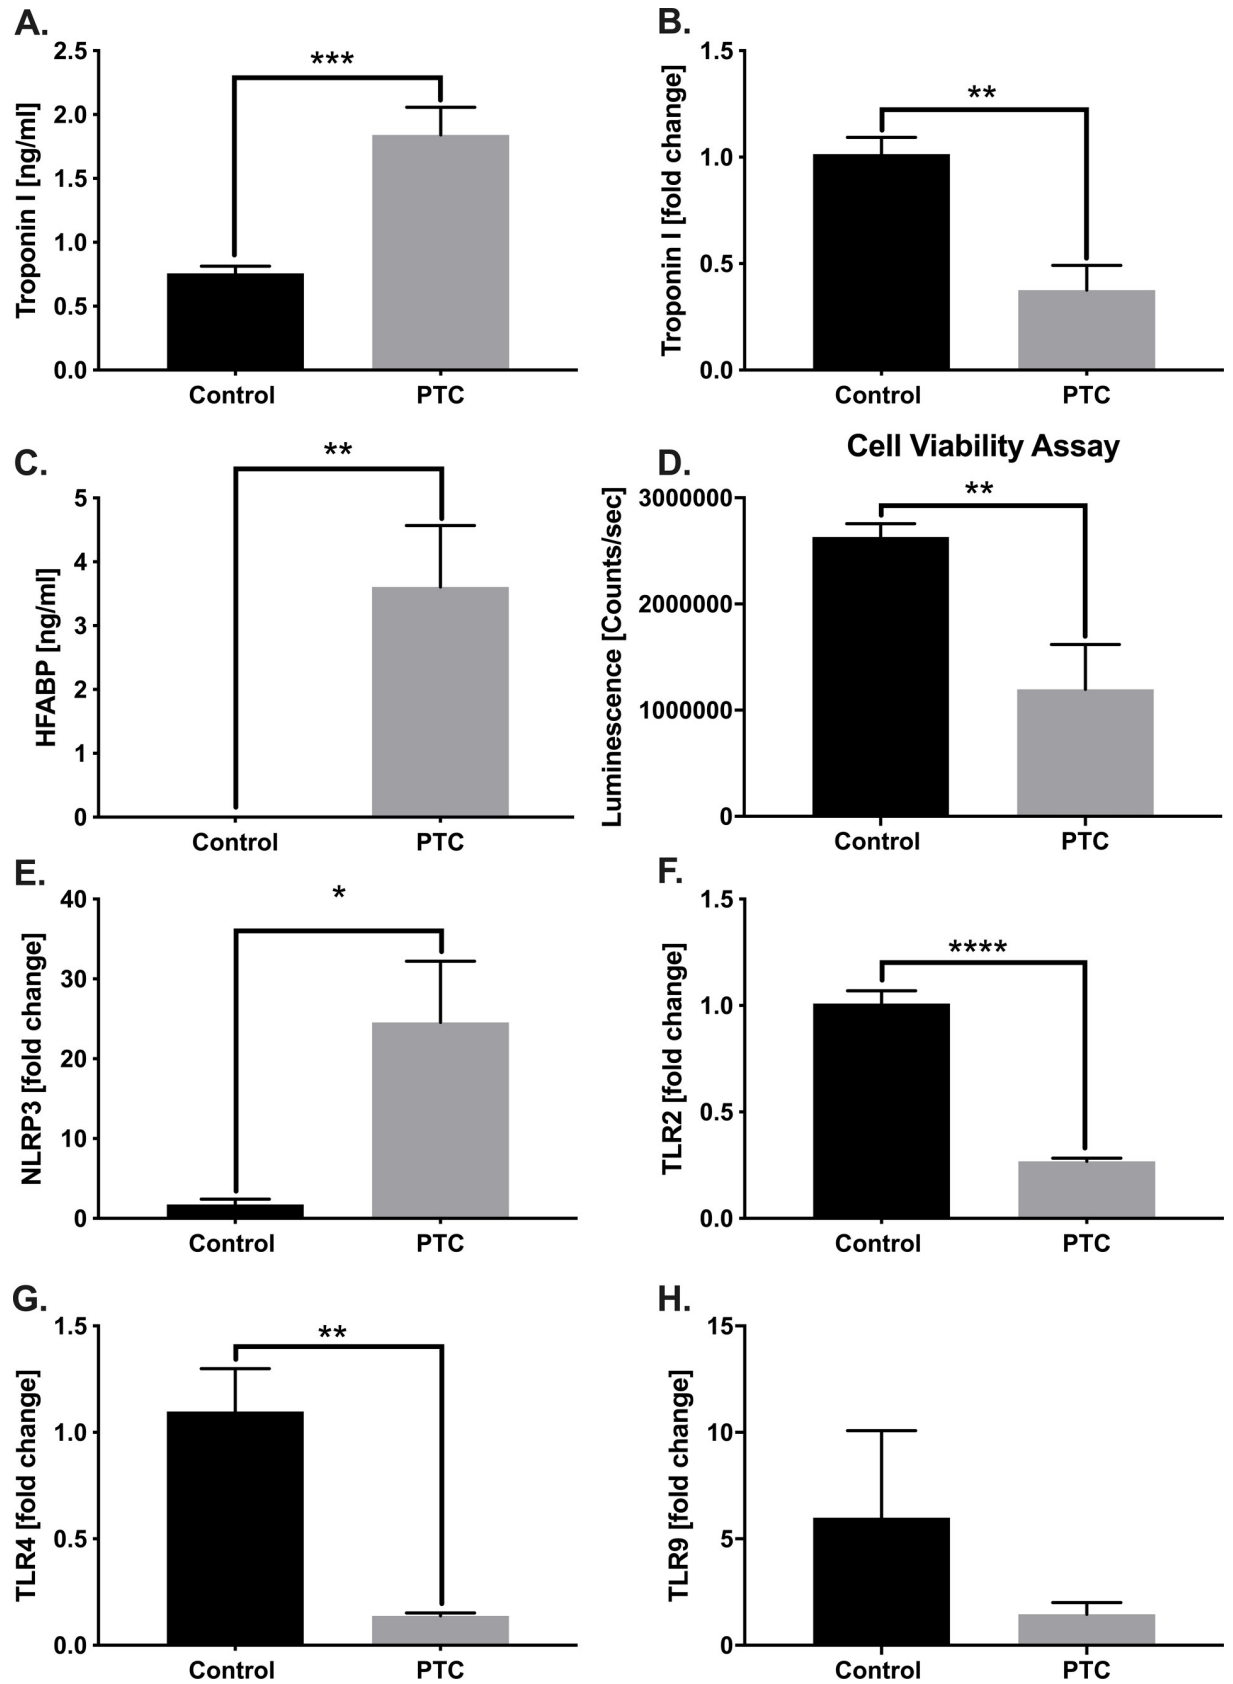 A.
Troponin I [ng/ml]
2.5
2.0
1.5
1.0
0.5
0.0
***
Control
PTC
B.
Troponin I [fold change]
1.5
1.0
0.5
0.0
**
Control
PTC
C.
HFABP [ng/ml]
5
4
3
2
1
0
**
Control
PTC
D.
Cell Viability Assay
Luminescence [Counts/sec]
3000000
2000000
1000000
0
**
Control
PTC
E.
NLRP3 [fold change]
40
30
20
10
0
*
Control
PTC
F.
TLR2 [fold change]
1.5
1.0
0.5
0.0
****
Control
PTC
G.
TLR4 [fold change]
1.5
1.0
0.5
0.0
**
Control
PTC
H.
TLR9 [fold change]
15
10
5
0
Control
PTC